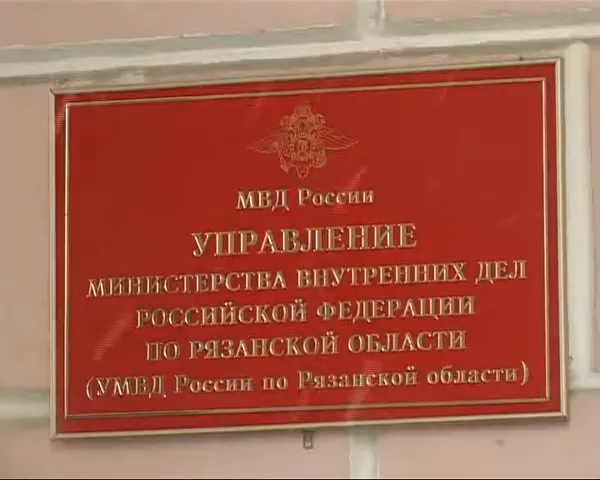 МВД России
УПРАВЛЕНИЕ
МИНИСТЕРСТВА ВНУТРЕННИХ ДЕЛ
РОССИЙСКОЙ ФЕДЕРАЦИИ
ПО РЯЗАНСКОЙ ОБЛАСТИ
(УМВД России по Рязанской области)